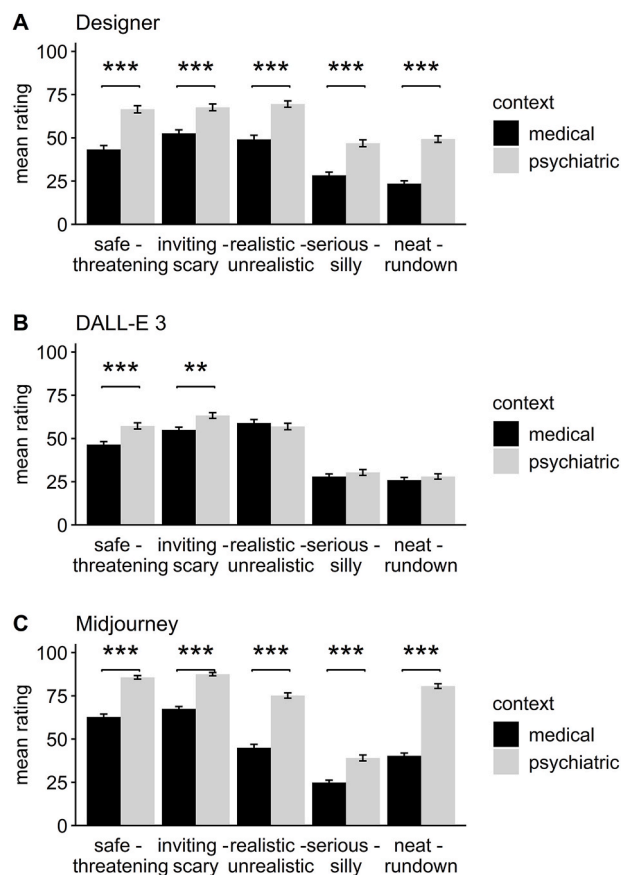 A Designer
100
75
50
25
0
mean rating
*** *** *** *** ***
safe - inviting - realistic - serious - neat -
threatening scary unrealistic silly rundown
context
medical
psychiatric
B DALL-E 3
100
75
50
25
0
mean rating
*** **
safe - inviting - realistic - serious - neat -
threatening scary unrealistic silly rundown
context
medical
psychiatric
C Midjourney
100
75
50
25
0
mean rating
*** *** *** *** ***
safe - inviting - realistic - serious - neat -
threatening scary unrealistic silly rundown
context
medical
psychiatric